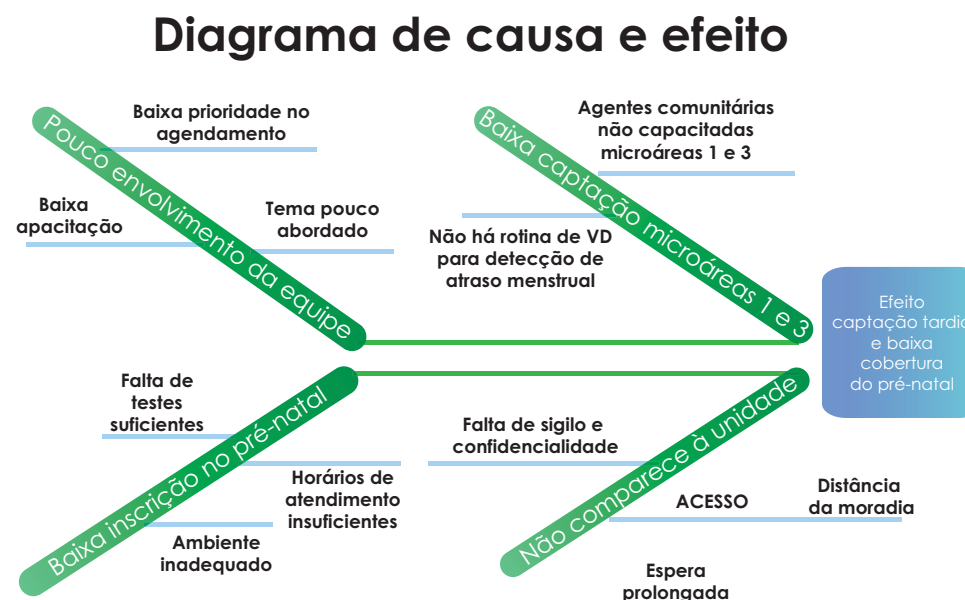 Diagrama de causa e efeito
Baixa prioridade no
agendamento
Pouco envolvimento da equipe
Baixa
apacitação
Tema pouco
abordado
Agentes comunitárias
não capacitadas
microáreas 1 e 3
Baixa captação microáreas 1 e 3
Não há rotina de VD
para detecção de
atraso menstrual
Efeito
captação tardia
e baixa
cobertura
do pré-natal
Falta de
testes
suficientes
Baixa inscrição no pré-natal
Horários de
atendimento
insuficientes
Ambiente
inadequado
Falta de sigilo e
confidencialidade
Não comparece à unidade
ACESSO
Distância
da moradia
Espera
prolongada